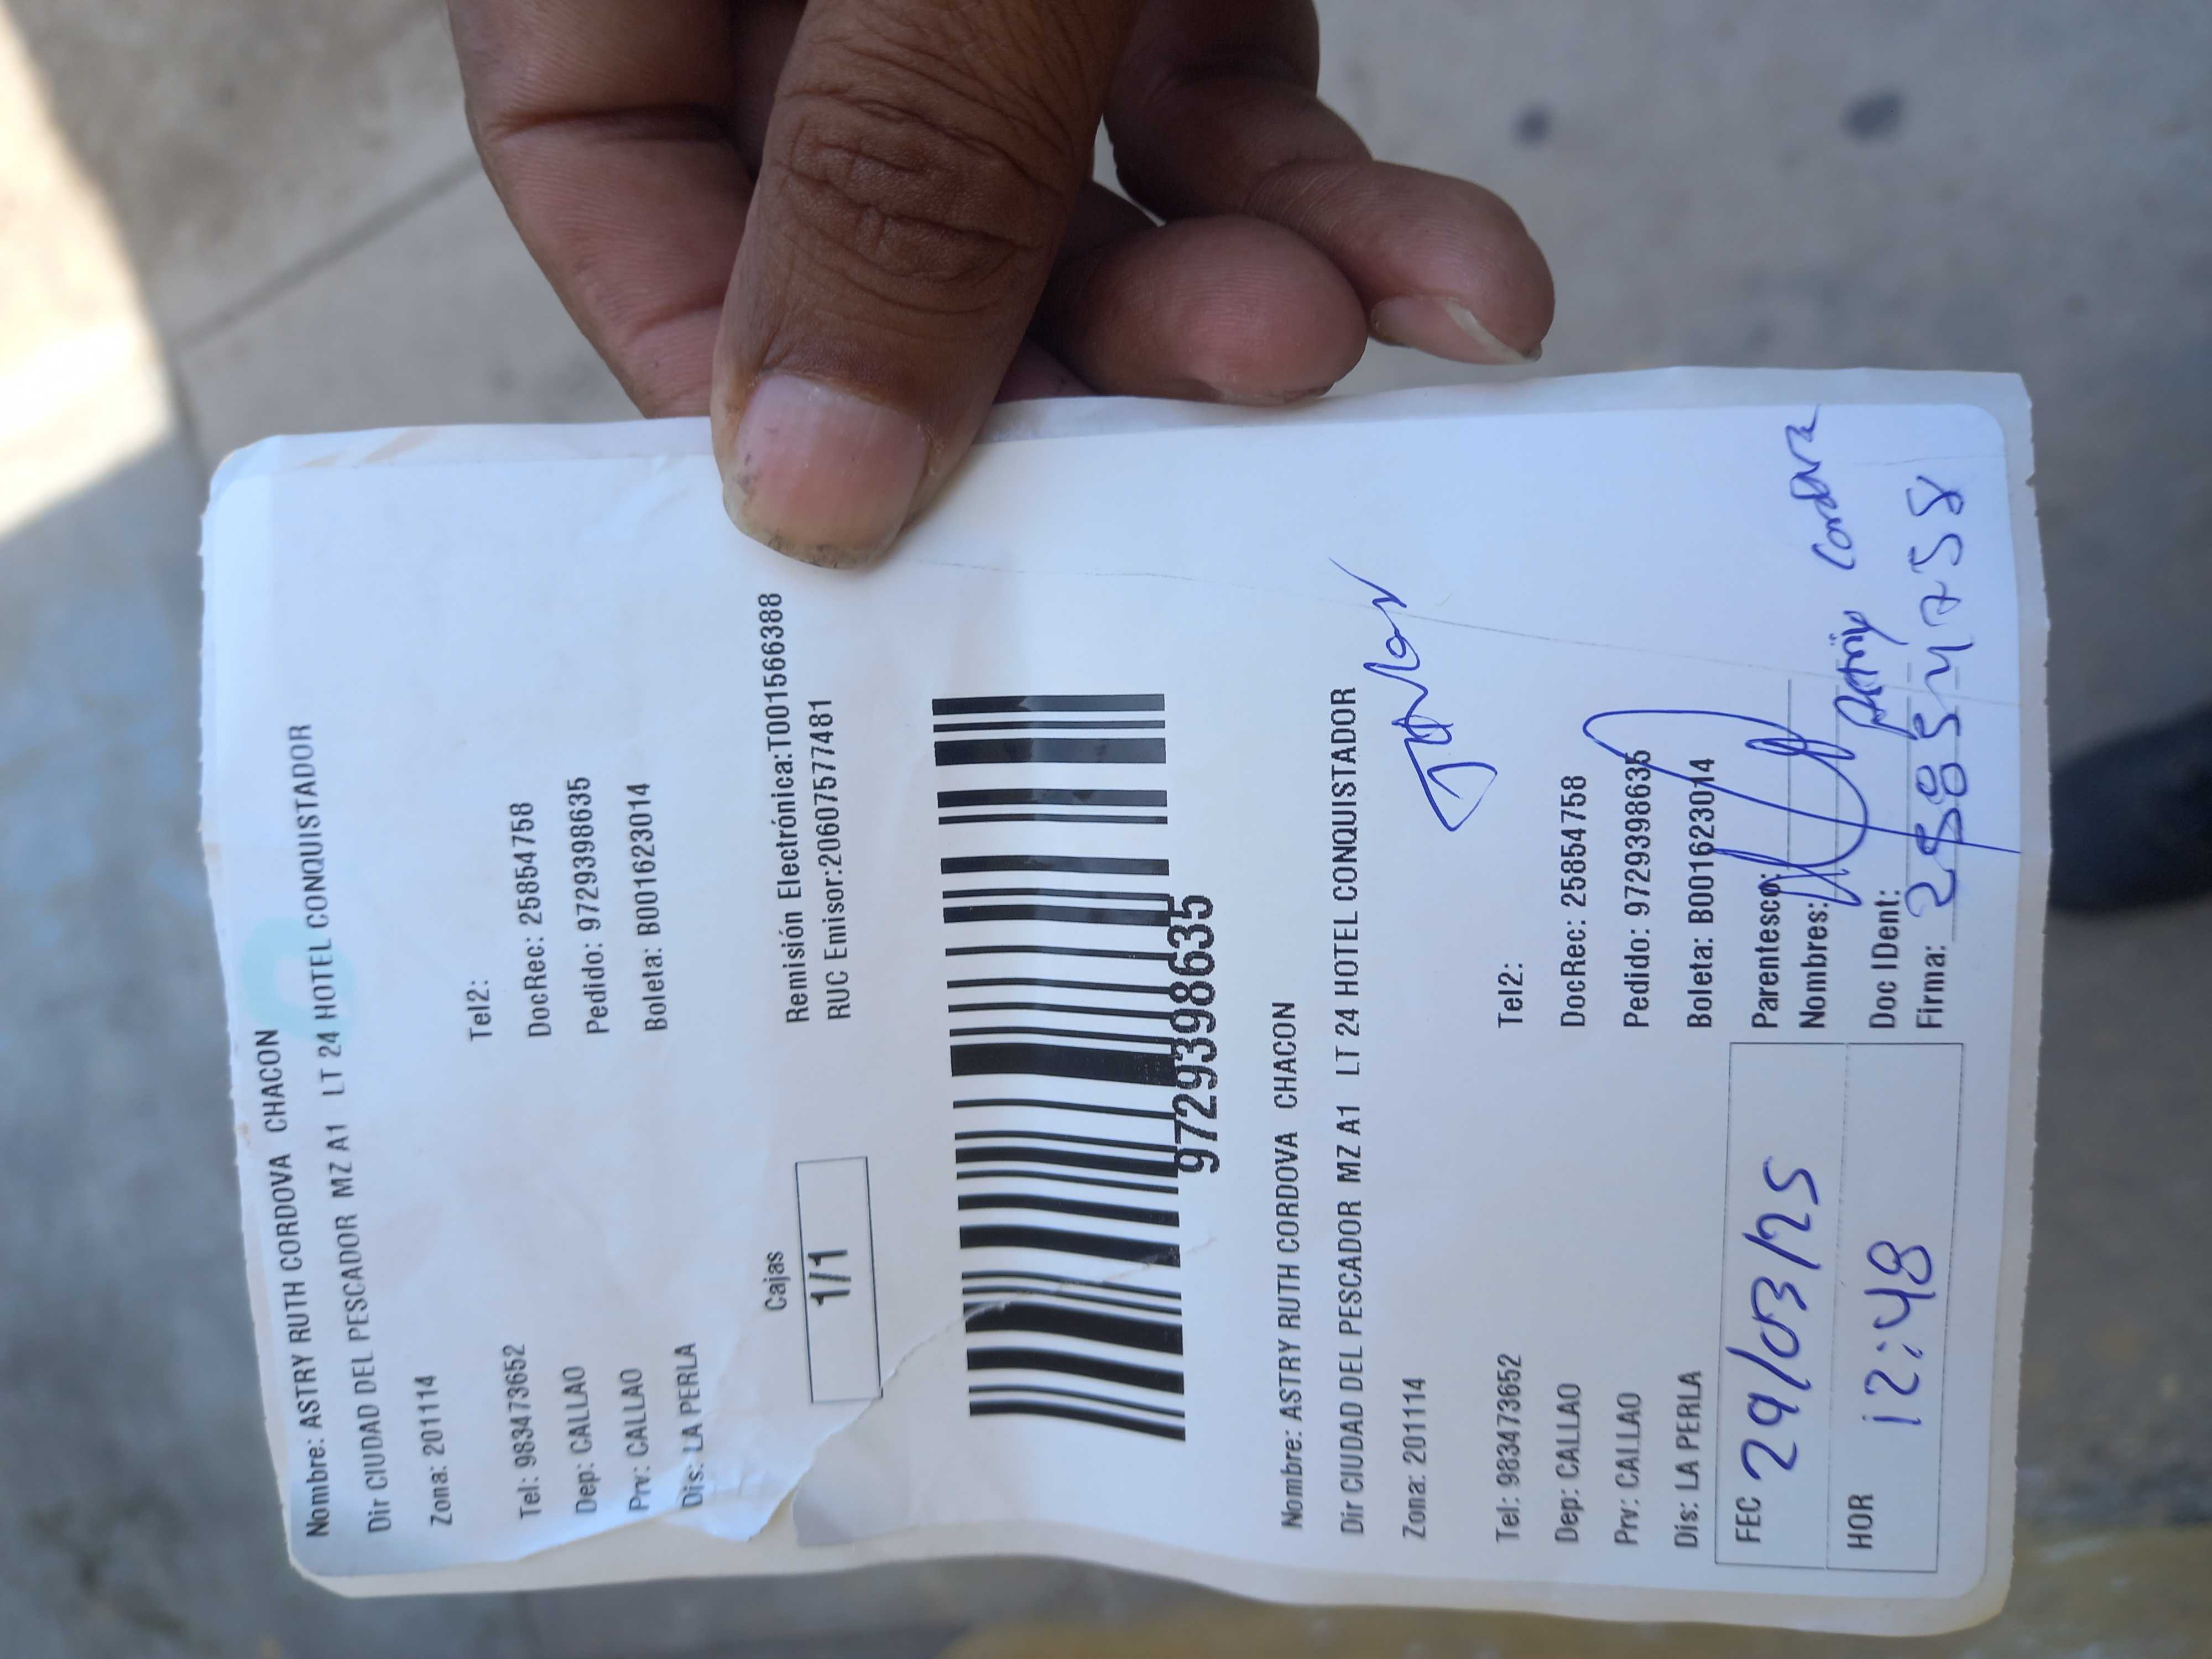 Nombre: ASTRY RUTH CORDOVA CHACON
Dir CIUDAD DEL PESCADOR MZ A1 LT 24 HOTEL CONQUISTADOR
Zona: 201114
Tel: 983473652 Tel2:
Dep: CALLAO DocRec: 25854758
Prv: CALLAO Pedido: 9729398635
Dis: LA PERLA Boleta: B001623014
Cajas Remisión Electrónica:T001566388
1/1 RUC Emisor:20607577481
9729398635
Nombre: ASTRY RUTH CORDOVA CHACON
Dir CIUDAD DEL PESCADOR MZ A1 LT 24 HOTEL CONQUISTADOR
Zona: 201114
Tel: 983473652 Tel2:
Dep: CALLAO DocRec: 25854758
Prv: CALLAO Pedido: 9729398635
Dis: LA PERLA Boleta: B001623014
FEC 29/03/25 Parentesco:
Nombres: Cordova
HOR 12:48 Doc IDent: 25854758
Firma: